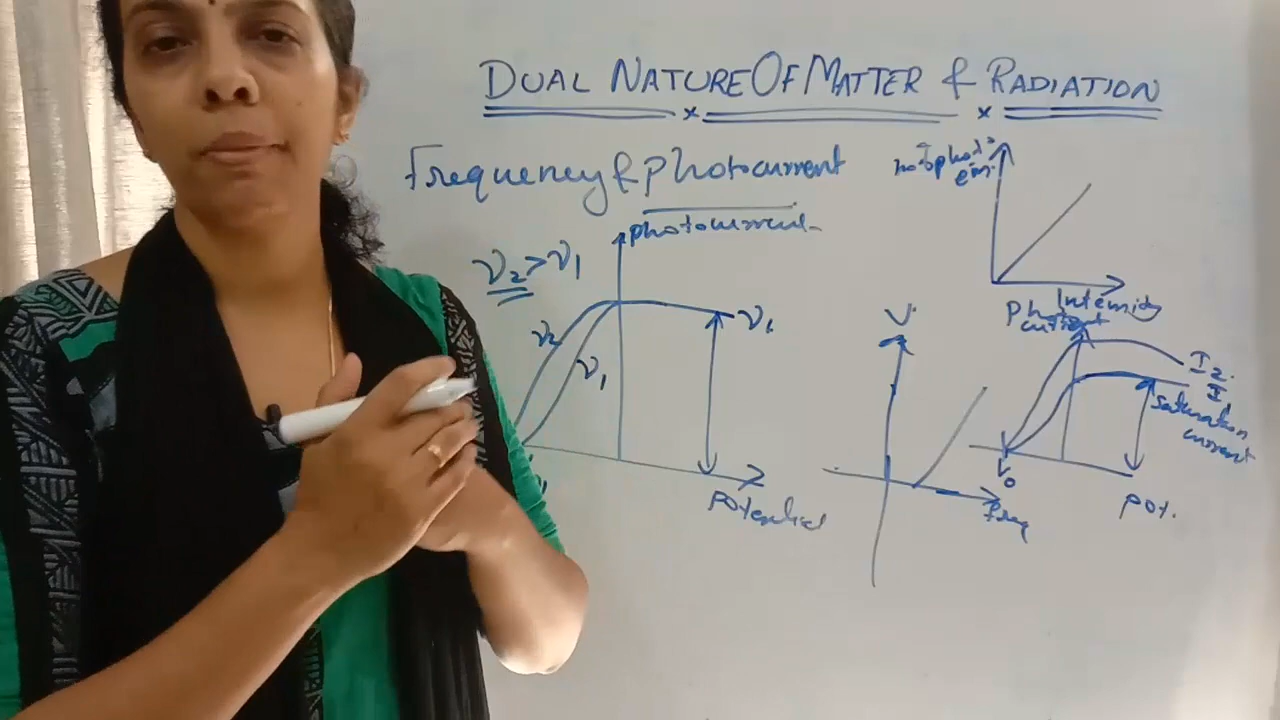 DUAL NATURE OF MATTER & RADIATION
Frequency & Photocurrent
photocurrent
ν2 > ν1
ν2
ν1
ν1
Potential
V
Freq
Intensity
Photo
current
I2
I1
saturation
current
V0
Pot.